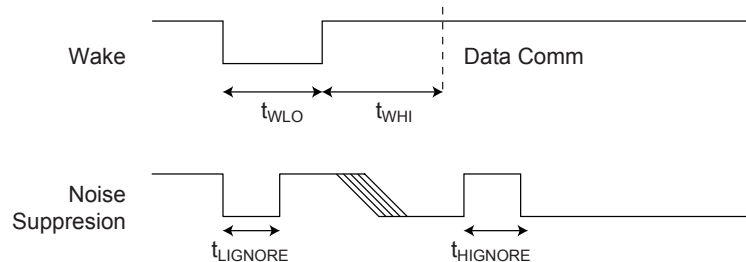 Wake
Data Comm
tWLO
tWHI
Noise
Suppresion
tLIGNORE
tHIGNORE